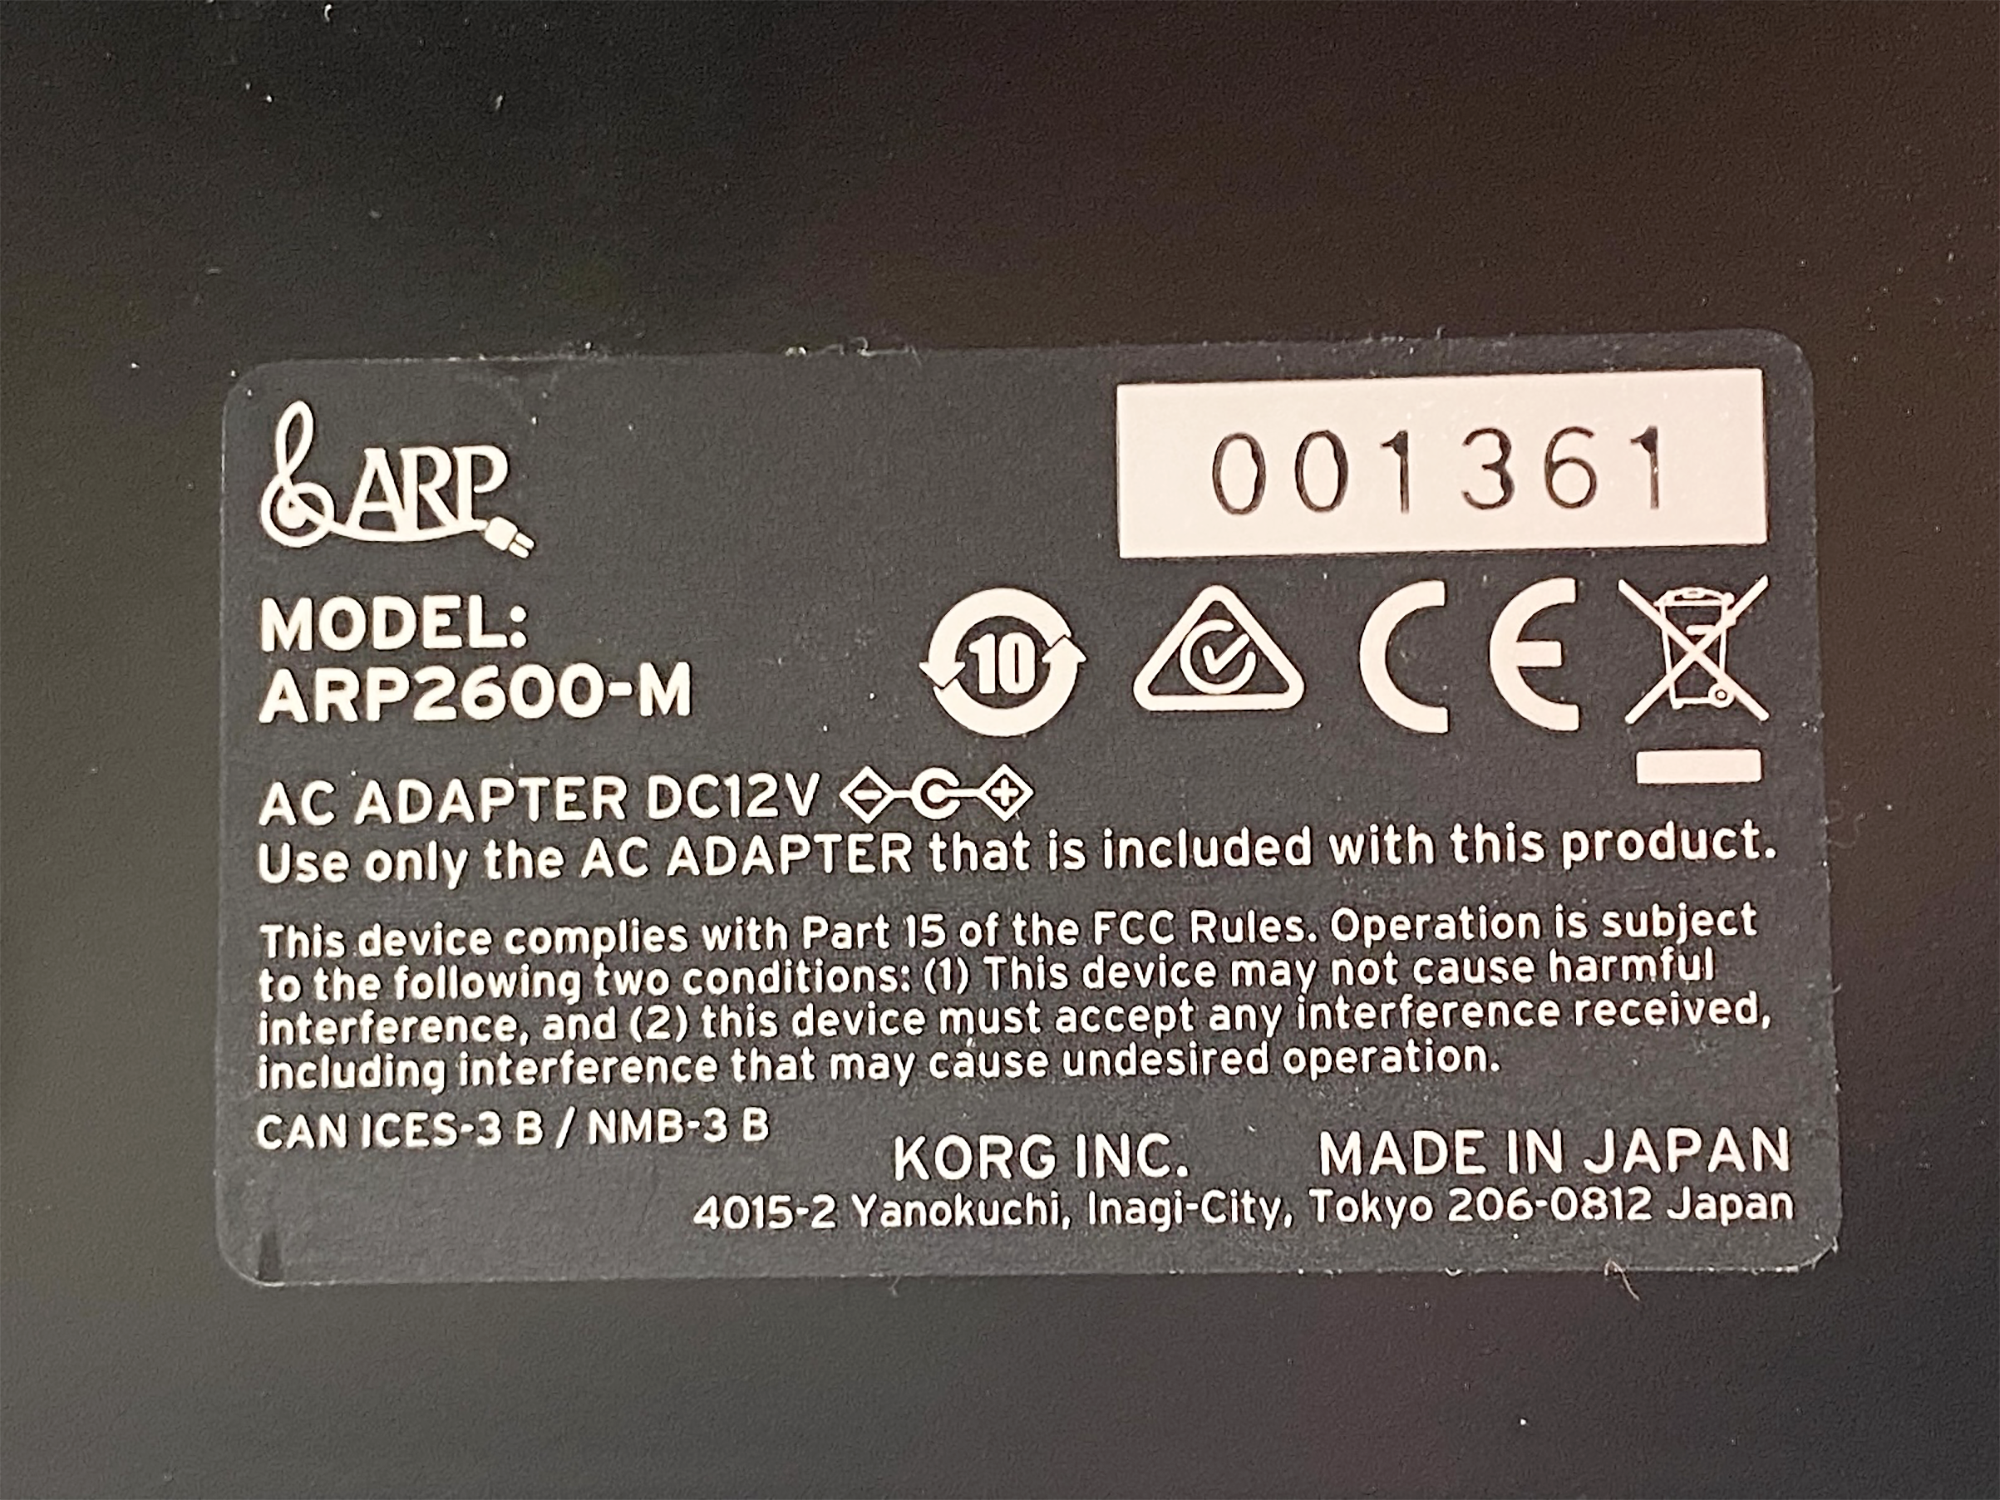 ARP
001361
MODEL:
ARP2600-M
10
CE
AC ADAPTER DC12V
Use only the AC ADAPTER that is included with this product.
This device complies with Part 15 of the FCC Rules. Operation is subject
to the following two conditions: (1) This device may not cause harmful
interference, and (2) this device must accept any interference received,
including interference that may cause undesired operation.
CAN ICES-3 B / NMB-3 B
KORG INC. MADE IN JAPAN
4015-2 Yanokuchi, Inagi-City, Tokyo 206-0812 Japan